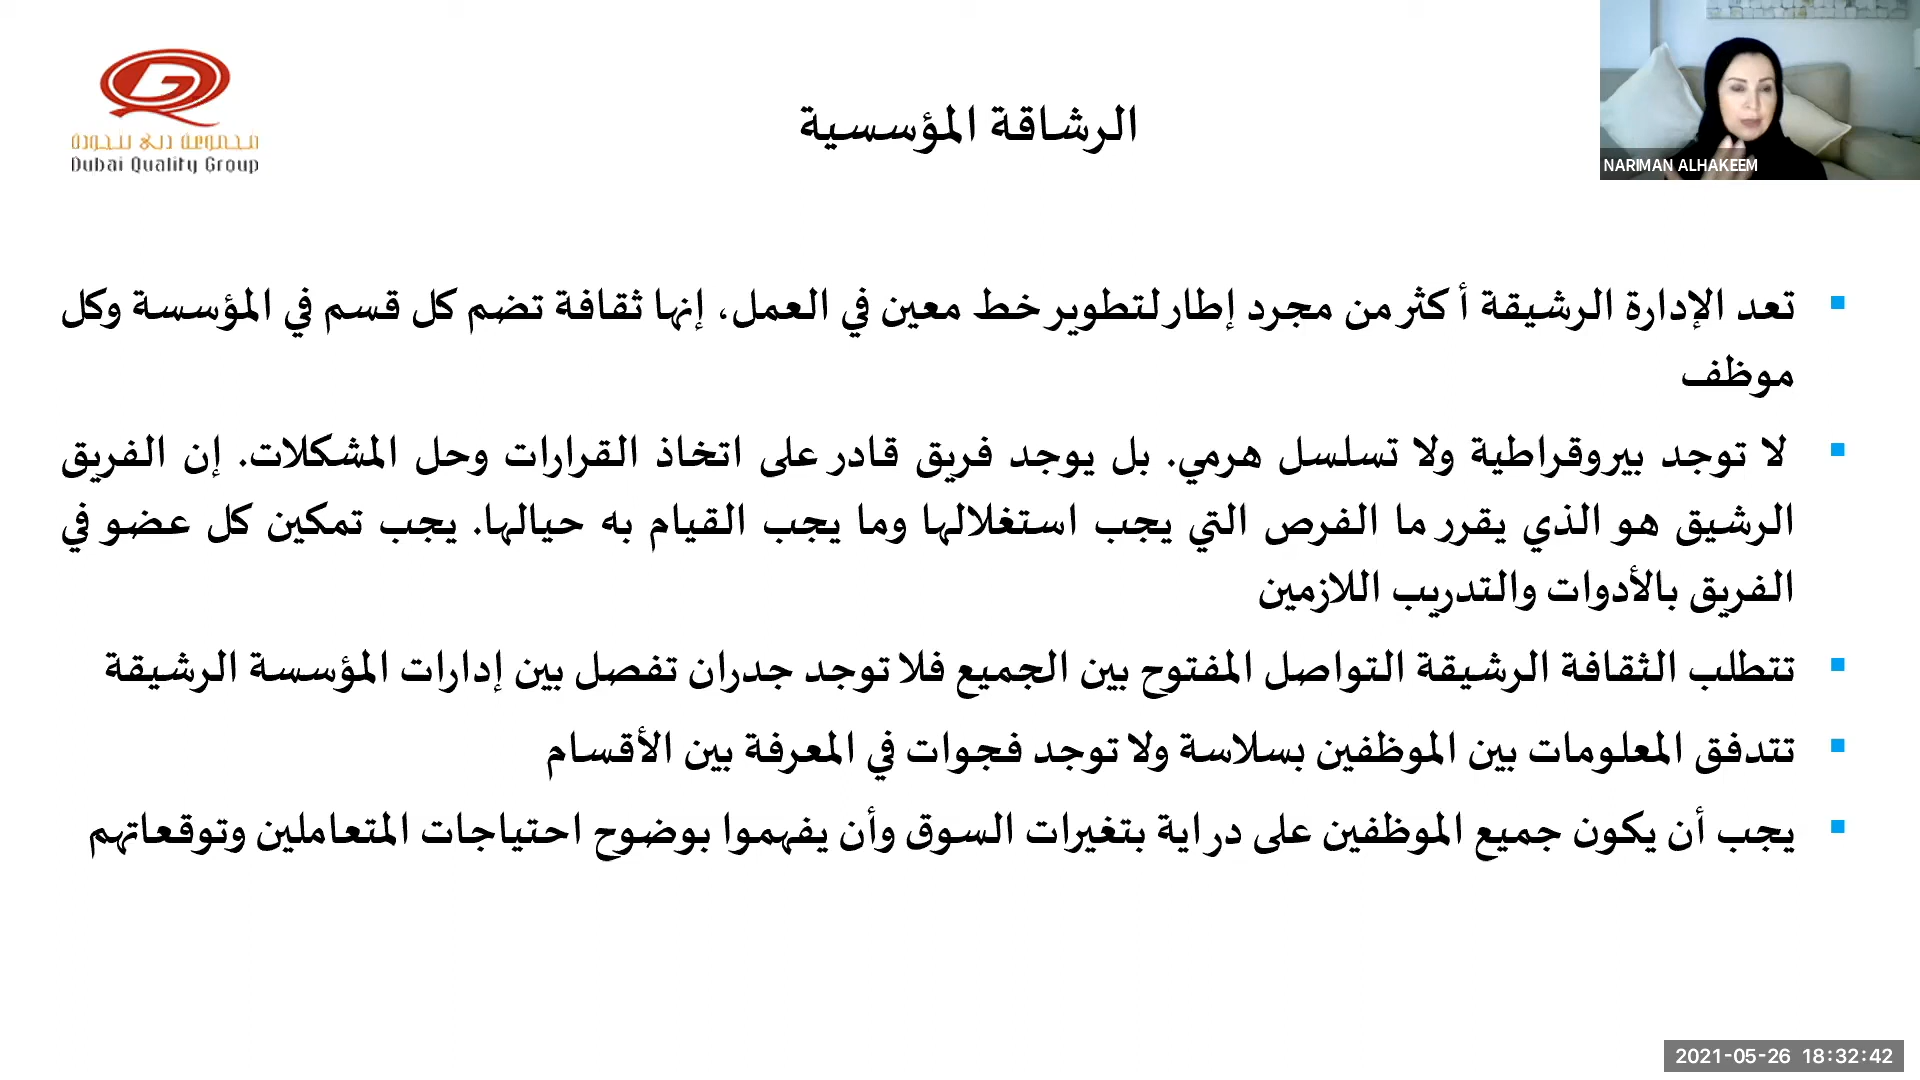 مجموعة دبي للجودة
Dubai Quality Group
الرشاقة المؤسسية
NARIMAN ALHAKEEM
تعد الإدارة الرشيقة أكثر من مجرد إطار لتطوير خط معين في العمل، إنها ثقافة تضم كل قسم في المؤسسة وكل
موظف
لا توجد بيروقراطية ولا تسلسل هرمي. بل يوجد فريق قادر على اتخاذ القرارات وحل المشكلات. إن الفريق
الرشيق هو الذي يقرر ما الفرص التي يجب استغلالها وما يجب القيام به حيالها. يجب تمكين كل عضو في
الفريق بالأدوات والتدريب اللازمين
تتطلب الثقافة الرشيقة التواصل المفتوح بين الجميع فلا توجد جدران تفصل بين إدارات المؤسسة الرشيقة
تتدفق المعلومات بين الموظفين بسلاسة ولا توجد فجوات في المعرفة بين الأقسام
يجب أن يكون جميع الموظفين على دراية بتغيرات السوق وأن يفهموا بوضوح احتياجات المتعاملين وتوقعاتهم
2021-05-26 18:32:42